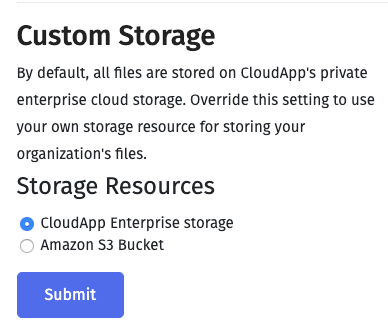 Custom Storage
By default, all files are stored on CloudApp's private
enterprise cloud storage. Override this setting to use
your own storage resource for storing your
organization's files.
Storage Resources
CloudApp Enterprise storage
Amazon S3 Bucket
Submit